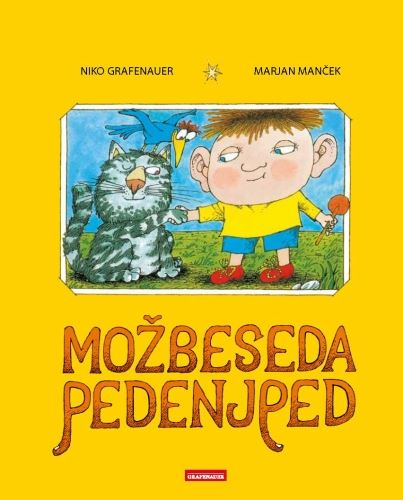 NIKO GRAFENAUER
MARJAN MANČEK
MOŽBESEDA
PEDENJPED
GRAFENAUER